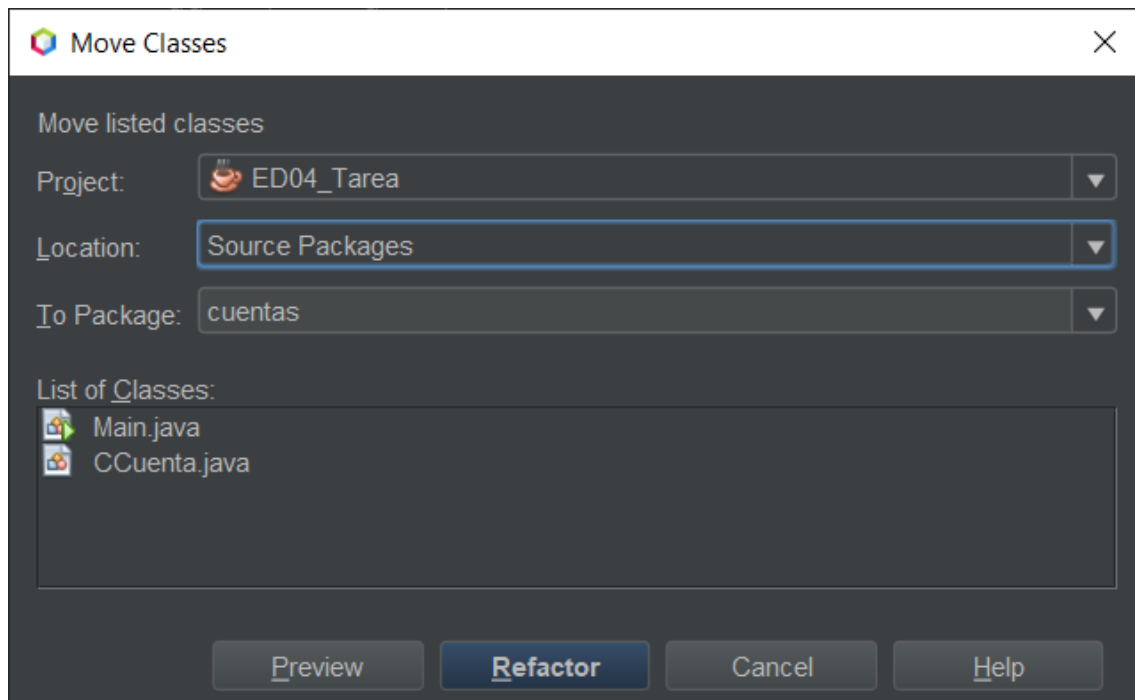 Move Classes
Move listed classes
Project: ED04_Tarea
Location: Source Packages
To Package: cuentas
List of Classes:
Main.java
CCuenta.java
Preview Refactor Cancel Help